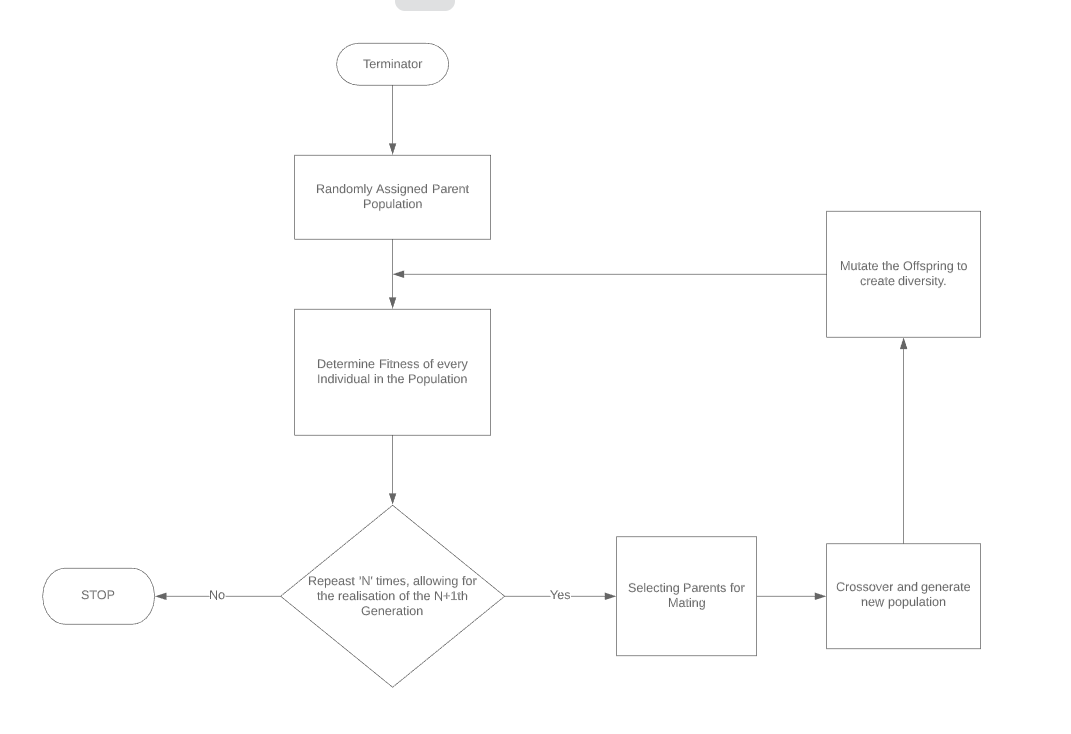 Terminator
Randomly Assigned Parent
Population
Mutate the Offspring to
create diversity.
Determine Fitness of every
Individual in the Population
Repeast 'N' times, allowing for
the realisation of the N+1th
Generation
STOP
No
Yes
Selecting Parents for
Mating
Crossover and generate
new population